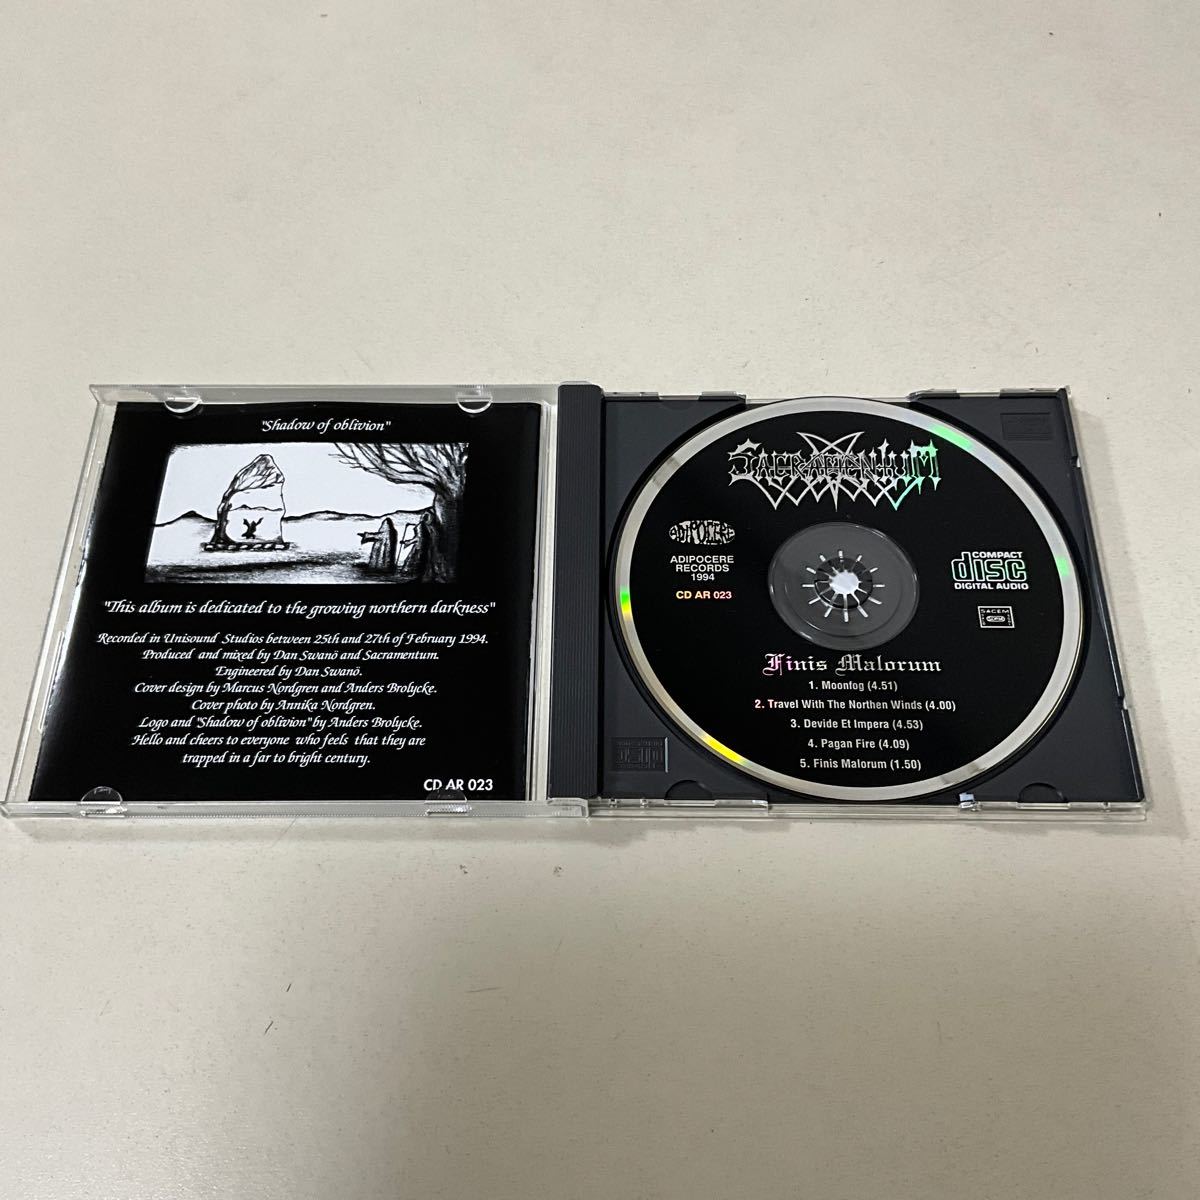 "Shadow of oblivion"
"This album is dedicated to the growing northern darkness"
Recorded in Unisound Studios between 25th and 27th of February 1994.
Produced and mixed by Dan Swanö and Sacramentum.
Engineered by Dan Swanö.
Cover design by Marcus Nordgren and Anders Brolycke.
Cover photo by Annika Nordgren.
Logo and "Shadow of oblivion" by Anders Brolycke.
Hello and cheers to everyone who feels that they are
trapped in a far to bright century.
CD AR 023
SACRAMENTUM
ADIPOCERE
ADIPOCERE
RECORDS
1994
CD AR 023
COMPACT
disc
DIGITAL AUDIO
SACEM
Finis Malorum
1. Moonfog (4.51)
2. Travel With The Northen Winds (4.00)
3. Devide Et Impera (4.53)
4. Pagan Fire (4.09)
5. Finis Malorum (1.50)